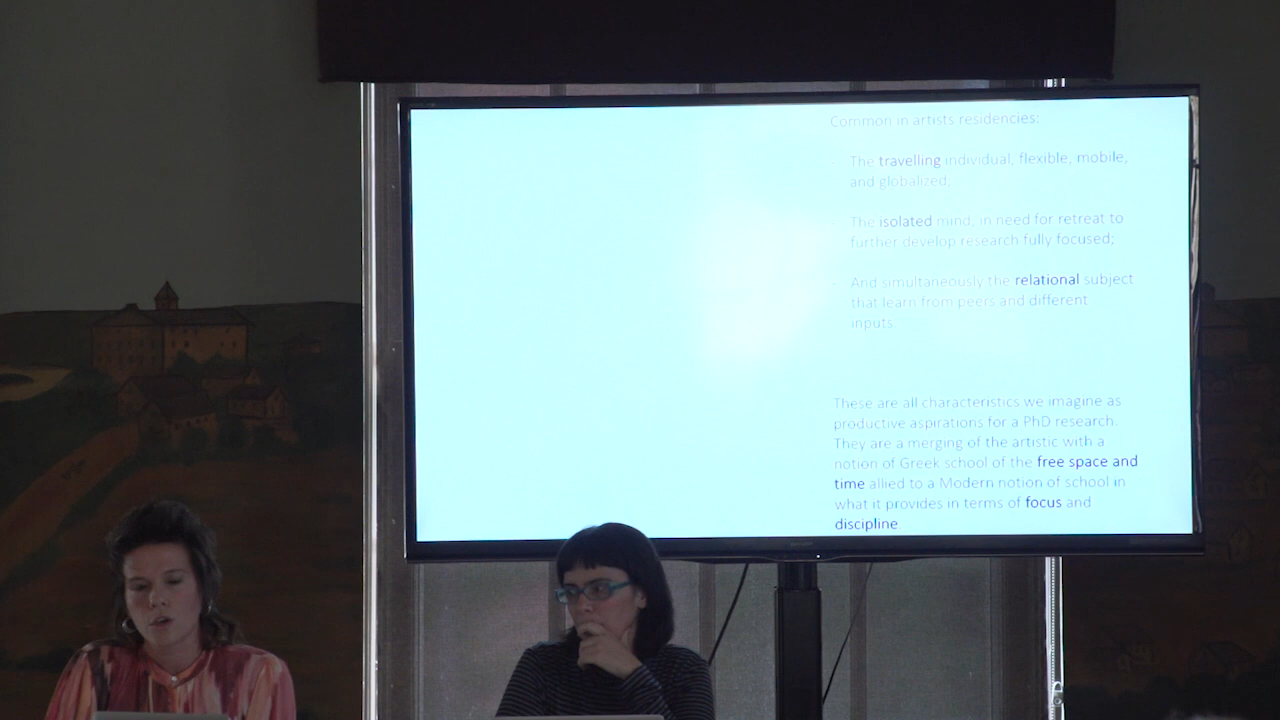 Common in artists residencies:
- The travelling individual, flexible, mobile,
and globalized;
- The isolated mind, in need for retreat to
further develop research fully focused;
- And simultaneously the relational subject
that learn from peers and different
inputs.
These are all characteristics we imagine as
productive aspirations for a PhD research.
They are a merging of the artistic with a
notion of Greek school of the free space and
time allied to a Modern notion of school in
what it provides in terms of focus and
discipline.